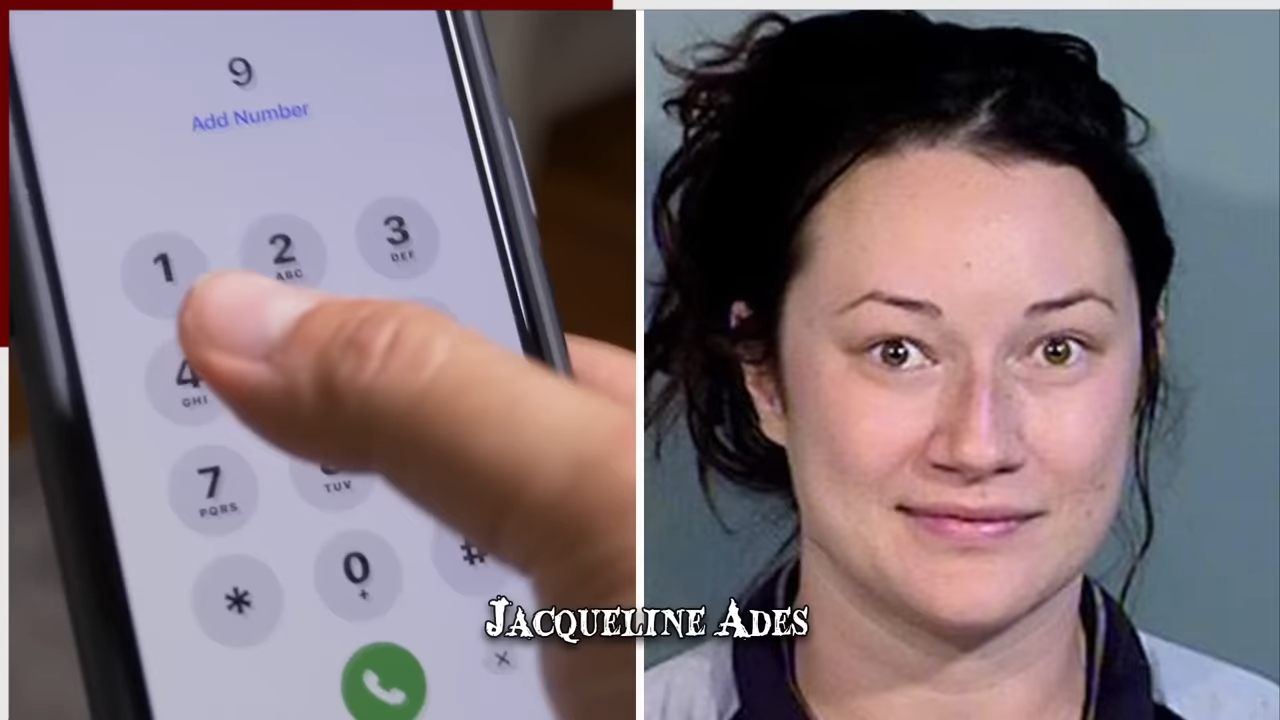 9
Add Number
1
2
ABC
3
DEF
4
GHI
7
PQRS
TUV
*
0
+
#
JACQUELINE ADES